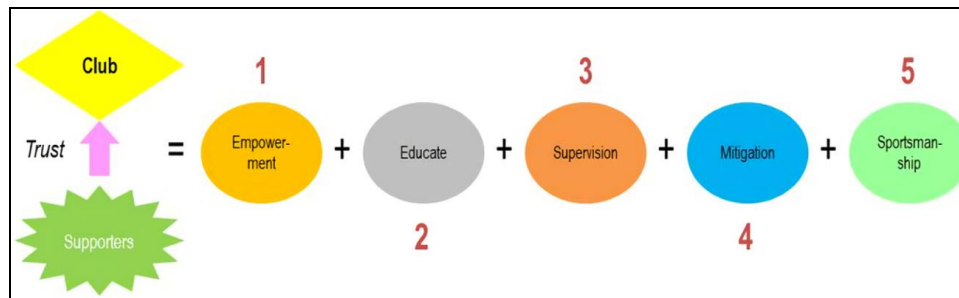 Club
1
3
5
Trust
=
Empower-
ment
+
Educate
+
Supervision
+
Mitigation
+
Sportsman-
ship
Supporters
2
4